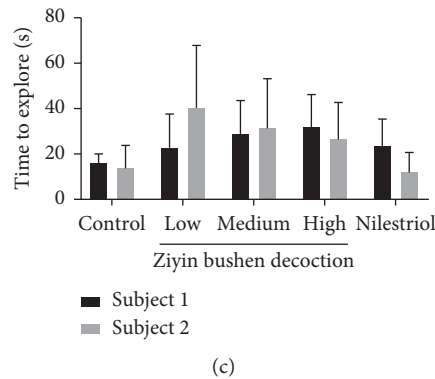 80
60
40
20
0
Time to explore (s)
Control Low Medium High Nilestriol
Ziyin bushen decoction
Subject 1
Subject 2
(c)